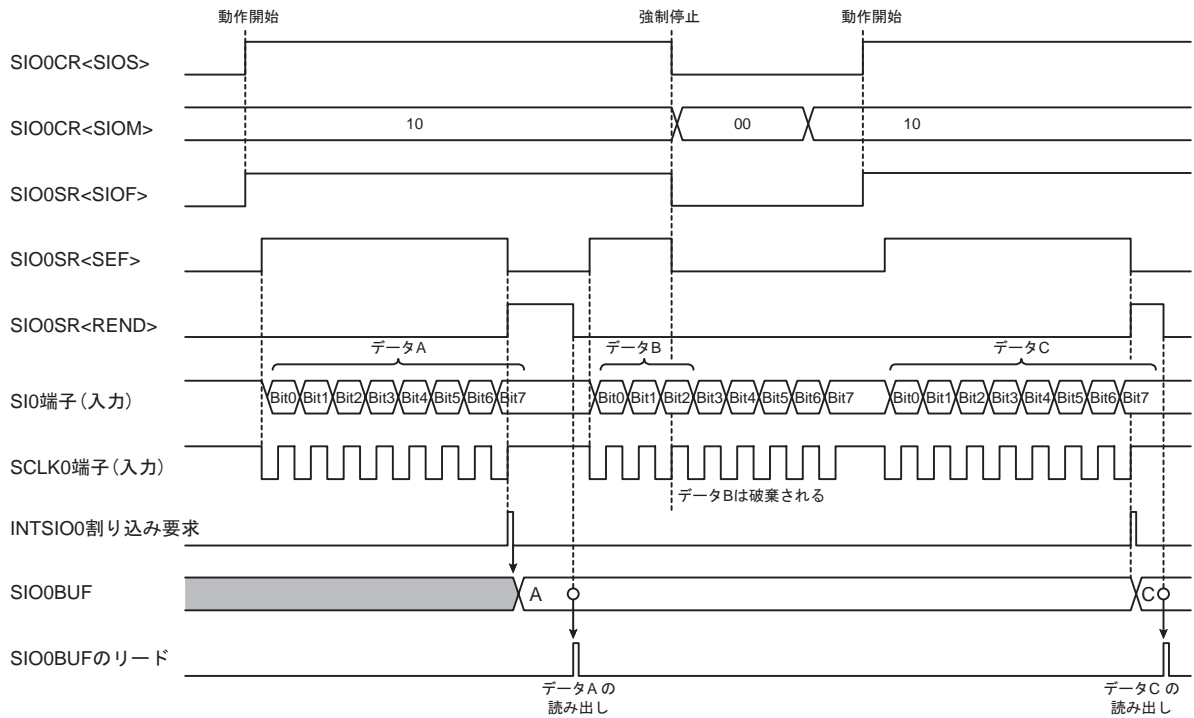 動作開始 強制停止 動作開始
SIO0CR<SIOS>
SIO0CR<SIOM> 10 00 10
SIO0SR<SIOF>
SIO0SR<SEF>
SIO0SR<REND>
データA データB データC
SI0端子(入力) Bit0 Bit1 Bit2 Bit3 Bit4 Bit5 Bit6 Bit7 Bit0 Bit1 Bit2 Bit3 Bit4 Bit5 Bit6 Bit7 Bit0 Bit1 Bit2 Bit3 Bit4 Bit5 Bit6 Bit7
SCLK0端子(入力)
データBは破棄される
INTSIO0割り込み要求
SIO0BUF A C
SIO0BUFのリード
データA の データC の
読み出し 読み出し